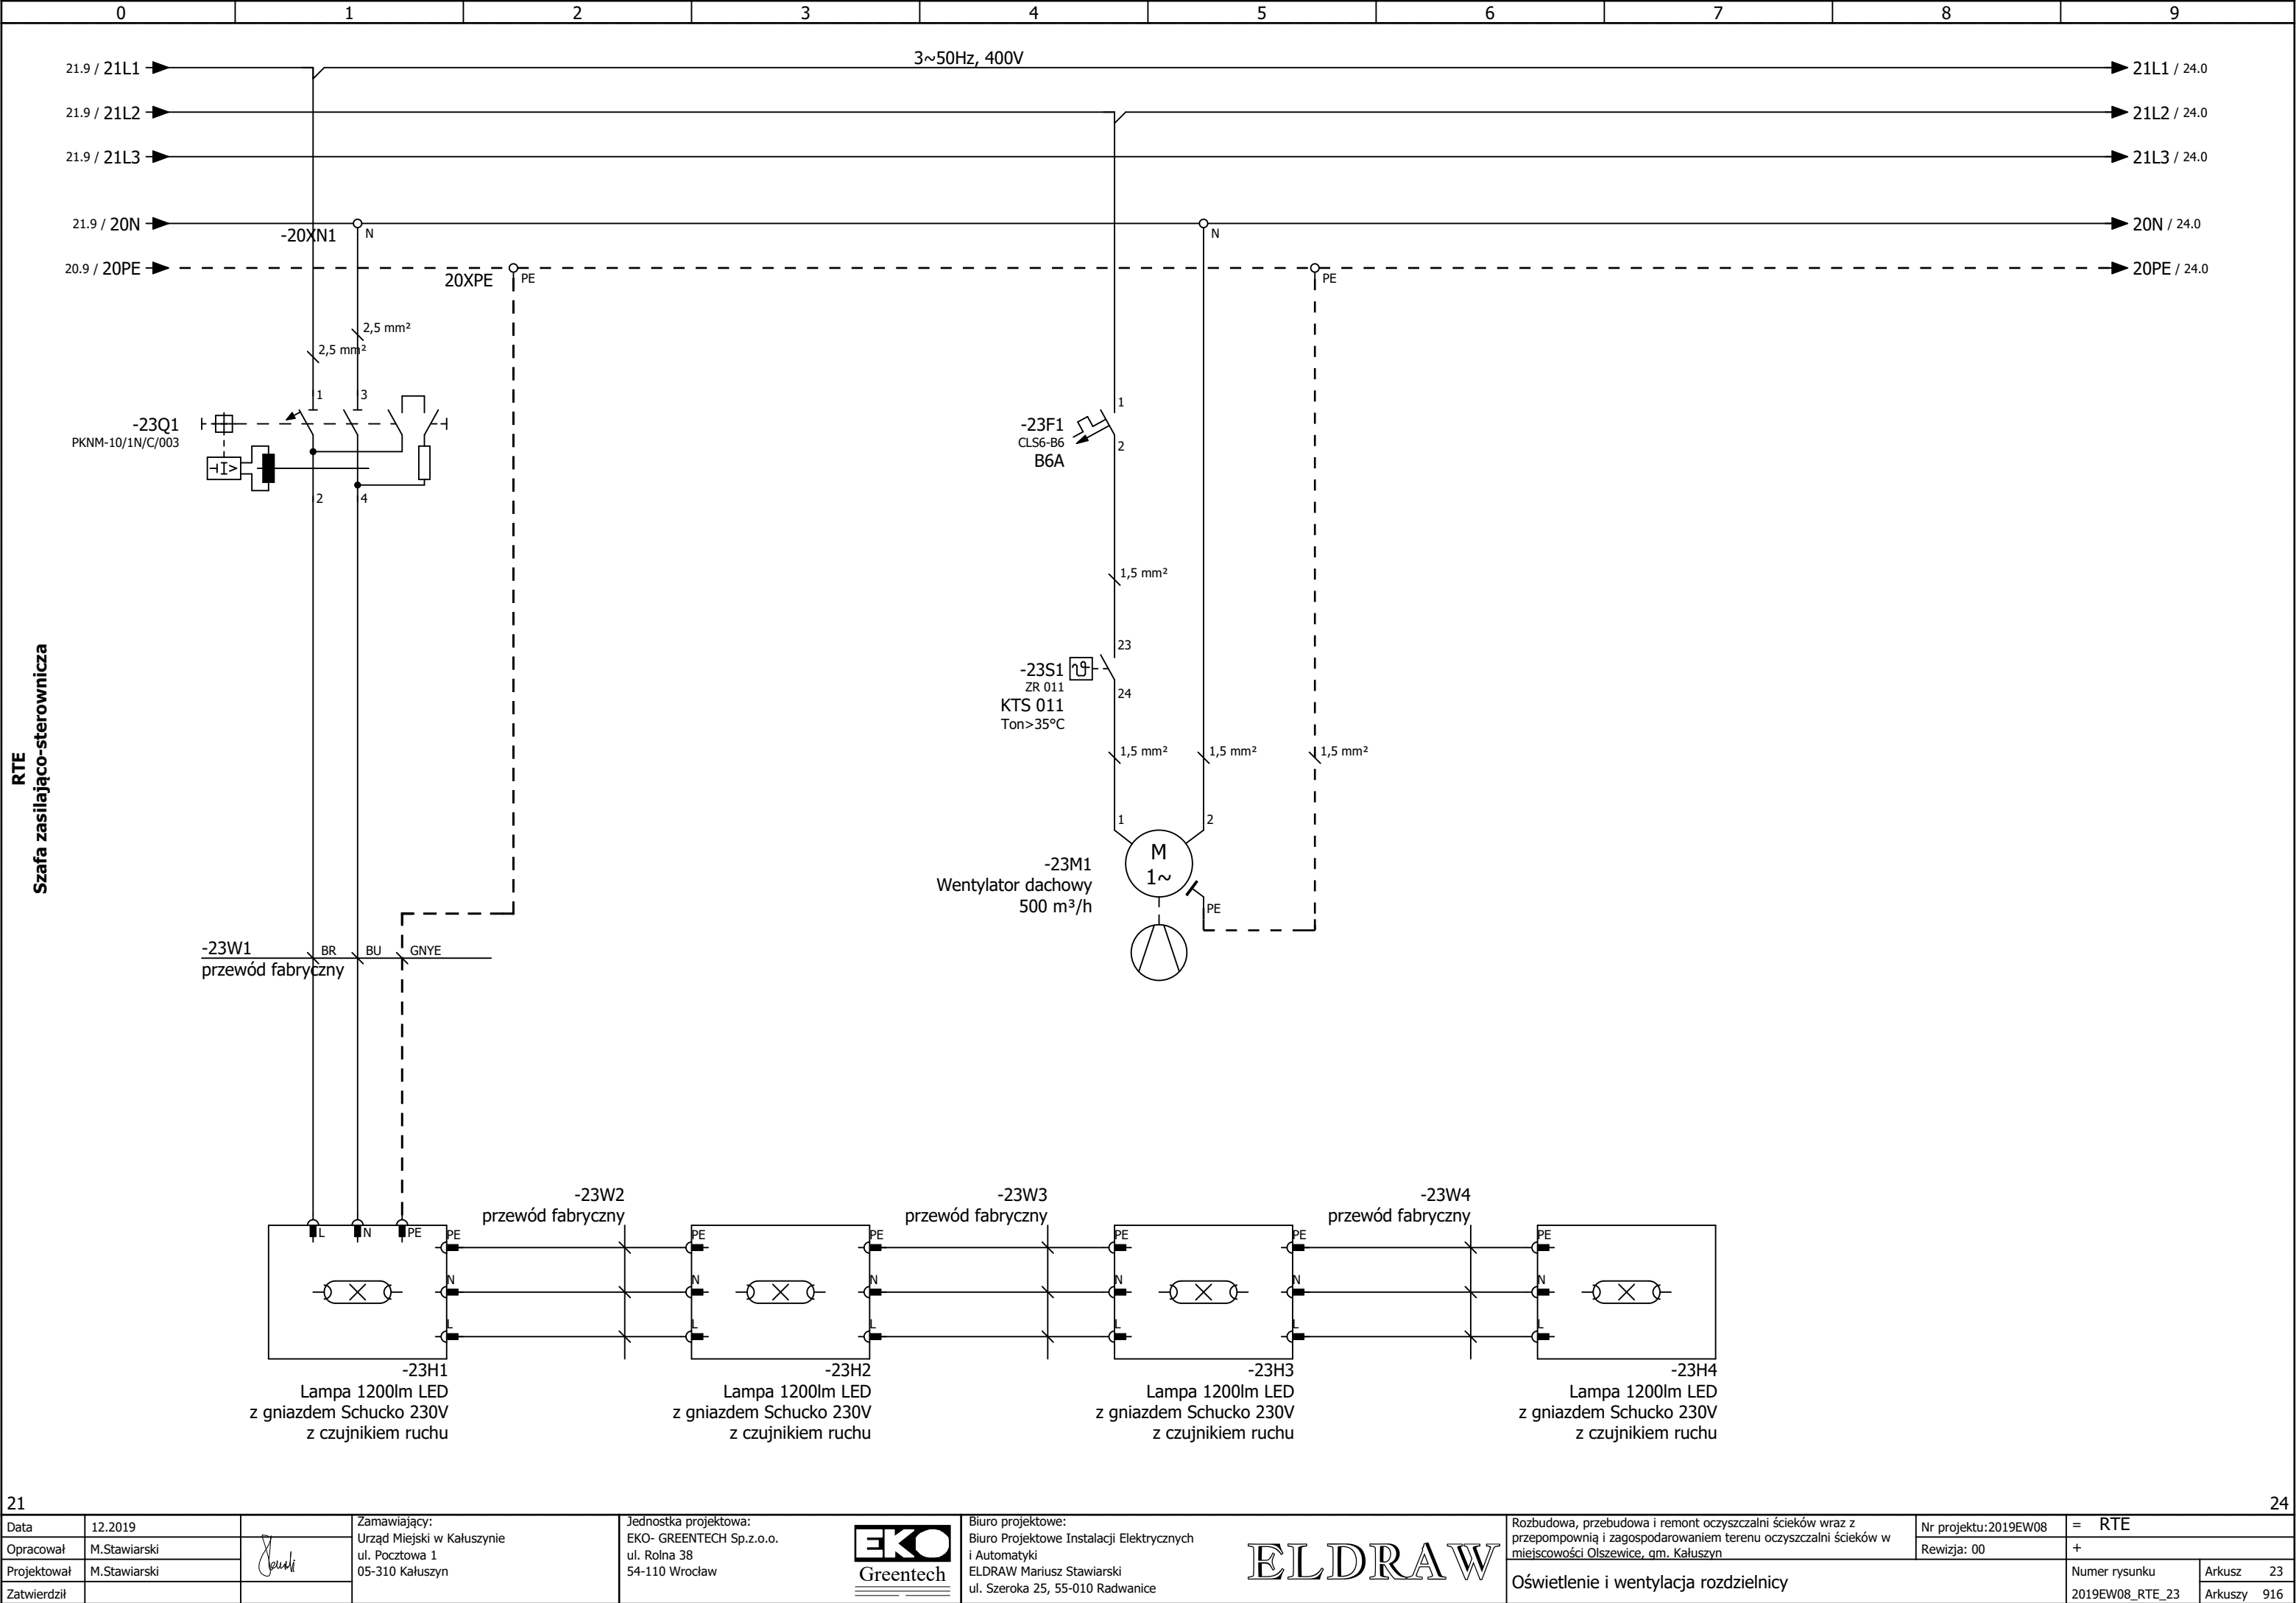 0 1 2 3 4 5 6 7 8 9
3~50Hz, 400V
21.9 / 21L1
21L1 / 24.0
21.9 / 21L2
21L2 / 24.0
21.9 / 21L3
21L3 / 24.0
21.9 / 20N
-20XN1
N
N
20N / 24.0
20.9 / 20PE
20XPE
PE
PE
20PE / 24.0
2,5 mm²
2,5 mm²
1
3
-23Q1
PKNM-10/1N/C/003
I>
2
4
1
-23F1
CLS6-B6
B6A
2
1,5 mm²
23
-23S1
ZR 011
KTS 011
Ton>35°C
24
1,5 mm²
1,5 mm²
1,5 mm²
1
2
M
1~
-23M1
Wentylator dachowy
500 m³/h
PE
RTE
Szafa zasilająco-sterownicza
-23W1
przewód fabryczny
BR
BU
GNYE
-23W2
przewód fabryczny
-23W3
przewód fabryczny
-23W4
przewód fabryczny
L
N
PE
PE
N
L
PE
N
L
PE
N
L
PE
N
L
PE
N
L
PE
N
L
-23H1
Lampa 1200lm LED
z gniazdem Schucko 230V
z czujnikiem ruchu
-23H2
Lampa 1200lm LED
z gniazdem Schucko 230V
z czujnikiem ruchu
-23H3
Lampa 1200lm LED
z gniazdem Schucko 230V
z czujnikiem ruchu
-23H4
Lampa 1200lm LED
z gniazdem Schucko 230V
z czujnikiem ruchu
21
24
Data 12.2019
Opracował M.Stawiarski
Projektował M.Stawiarski
Zatwierdził
Zamawiający:
Urząd Miejski w Kałuszynie
ul. Pocztowa 1
05-310 Kałuszyn
Jednostka projektowa:
EKO- GREENTECH Sp.z.o.o.
ul. Rolna 38
54-110 Wrocław
EKO
Greentech
Biuro projektowe:
Biuro Projektowe Instalacji Elektrycznych
i Automatyki
ELDRAW Mariusz Stawiarski
ul. Szeroka 25, 55-010 Radwanice
ELDRAW
Rozbudowa, przebudowa i remont oczyszczalni ścieków wraz z
przepompownią i zagospodarowaniem terenu oczyszczalni ścieków w
miejscowości Olszewice, gm. Kałuszyn
Oświetlenie i wentylacja rozdzielnicy
Nr projektu:2019EW08
Rewizja: 00
= RTE
+
Numer rysunku
2019EW08_RTE_23
Arkusz 23
Arkuszy 916